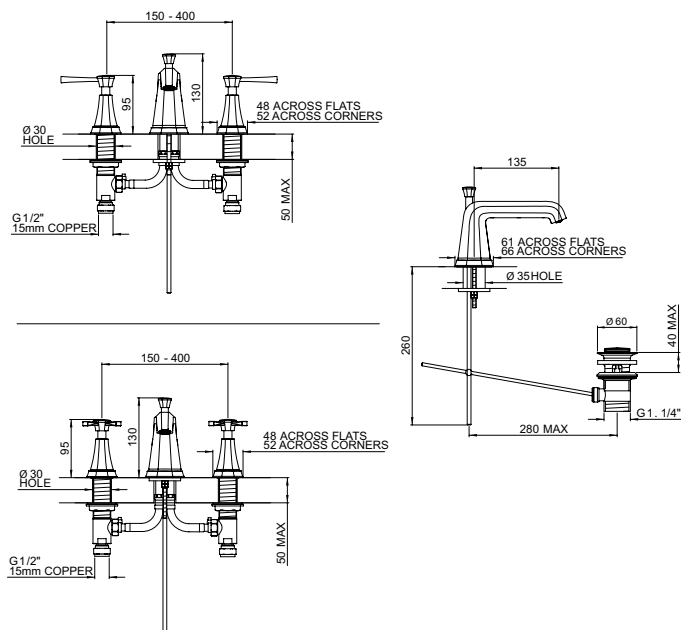 150 - 400
95
130
48 ACROSS FLATS
52 ACROSS CORNERS
Ø 30
HOLE
50 MAX
G1/2"
15mm COPPER
135
61 ACROSS FLATS
66 ACROSS CORNERS
Ø 35HOLE
260
Ø 60
40 MAX
G1. 1/4"
280 MAX
150 - 400
95
130
48 ACROSS FLATS
52 ACROSS CORNERS
Ø 30
HOLE
50 MAX
G1/2"
15mm COPPER